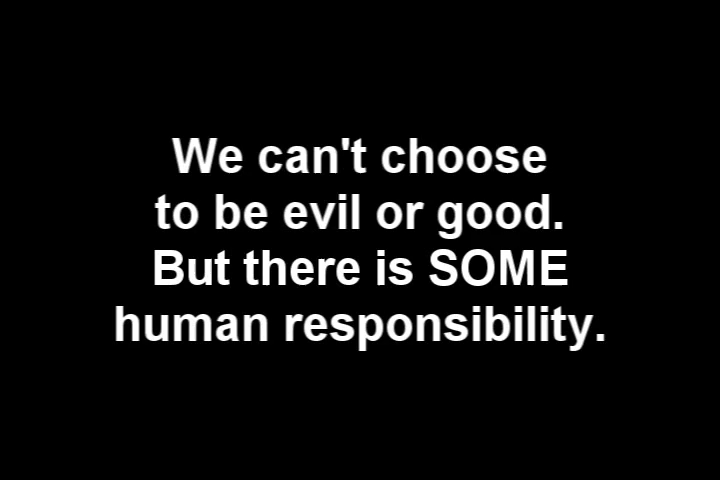 We can't choose
to be evil or good.
But there is SOME
human responsibility.